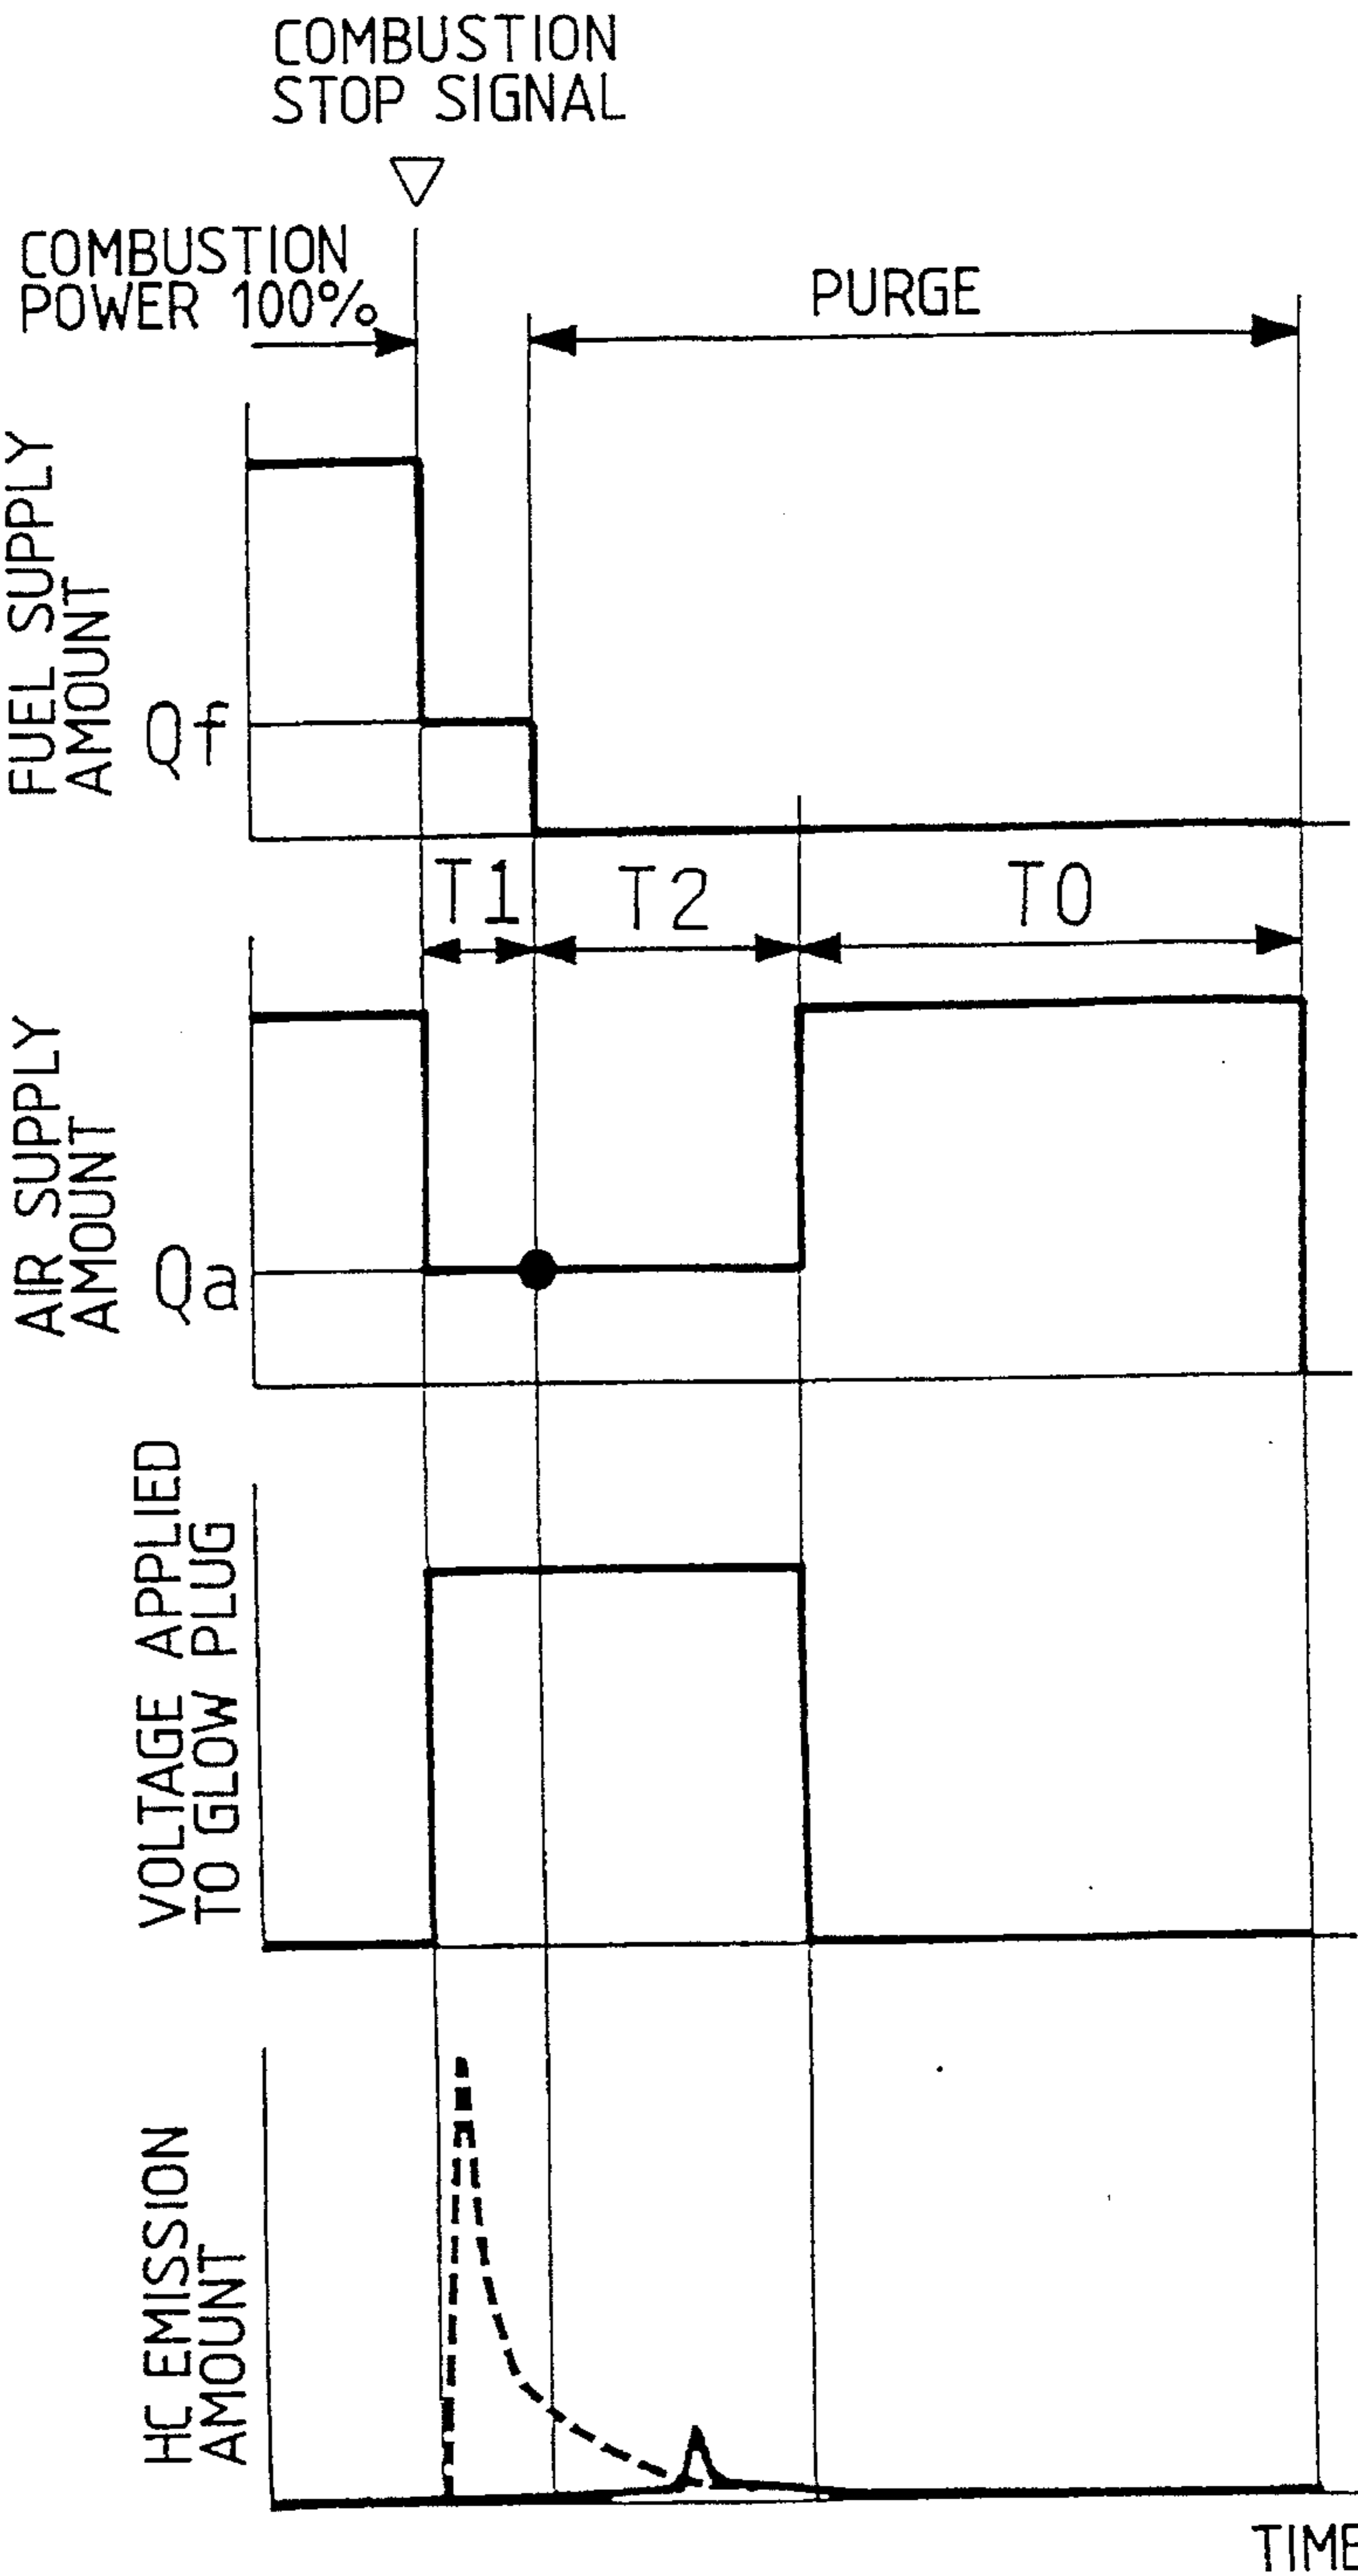 COMBUSTION
STOP SIGNAL
COMBUSTION
POWER 100%
PURGE
FUEL SUPPLY
AMOUNT
Qf
T1
T2
T0
AIR SUPPLY
AMOUNT
Qa
VOLTAGE APPLIED
TO GLOW PLUG
HC EMISSION
AMOUNT
TIME